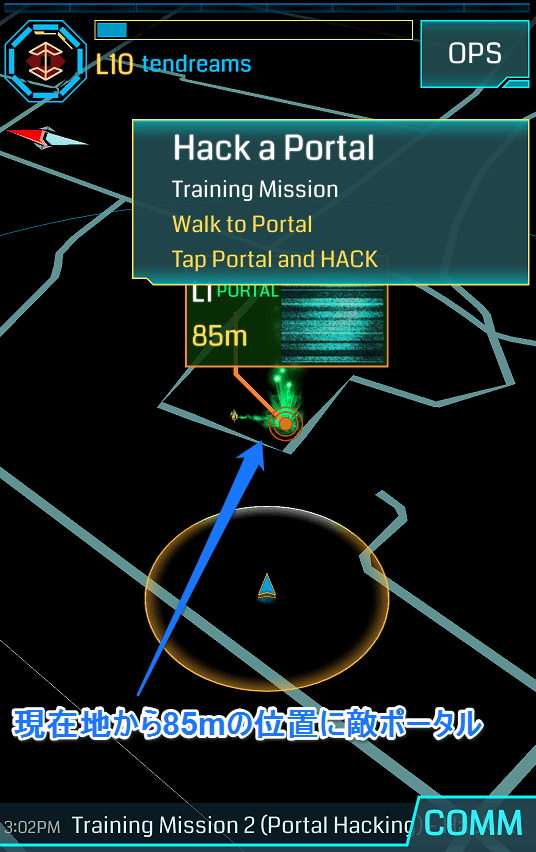 L10 tendreams
OPS
Hack a Portal
Training Mission
Walk to Portal
Tap Portal and HACK
L1 PORTAL
85m
現在地から85mの位置に敵ポータル
3:02PM Training Mission 2 (Portal Hacking)
COMM